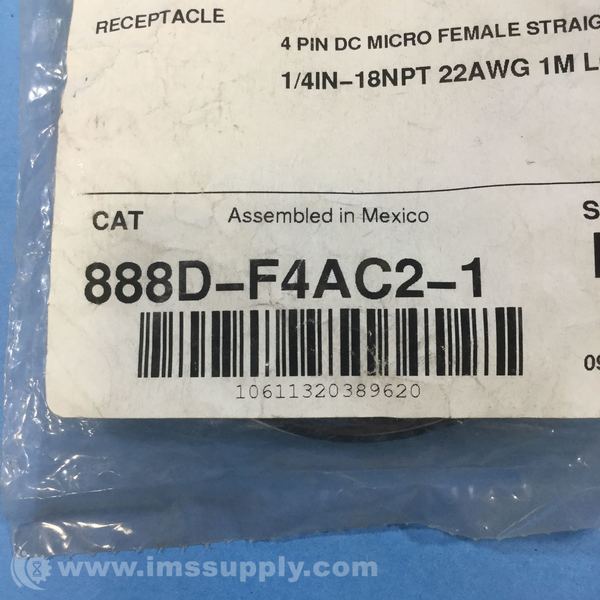 RECEPTACLE
4 PIN DC MICRO FEMALE STRAIG
1/4IN-18NPT 22AWG 1M L
CAT Assembled in Mexico S
888D-F4AC2-1
09
10611320389620
www.imssupply.com